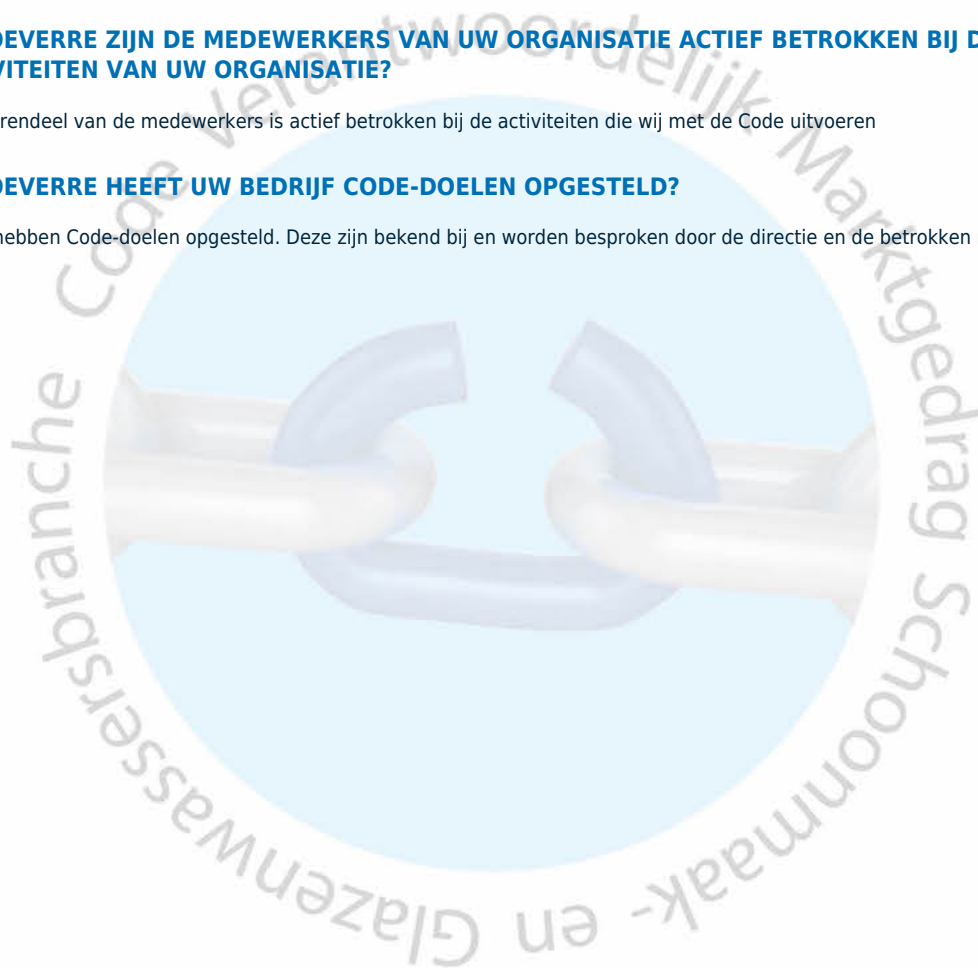 OEVERRE ZIJN DE MEDEWERKERS VAN UW ORGANISATIE ACTIEF BETROKKEN BIJ D
VITEITEN VAN UW ORGANISATIE?
rendeel van de medewerkers is actief betrokken bij de activiteiten die wij met de Code uitvoeren
OEVERRE HEEFT UW BEDRIJF CODE-DOELEN OPGESTELD?
hebben Code-doelen opgesteld. Deze zijn bekend bij en worden besproken door de directie en de betrokken
Code Verantwoordelijk Marktgedrag Schoonmaak- en Glazenwassersbranche